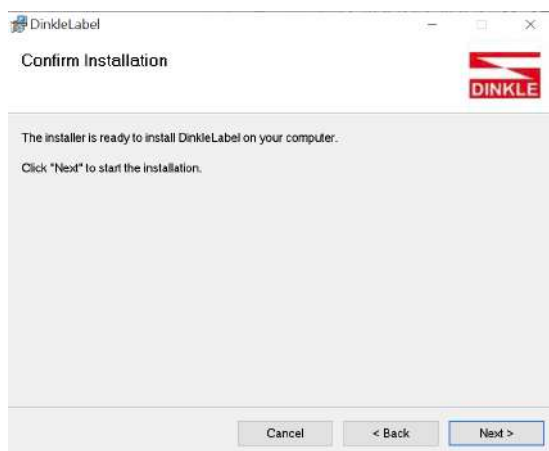 DinkleLabel
Confirm Installation
DINKLE
The installer is ready to install DinkleLabel on your computer.
Click "Next" to start the installation.
Cancel
< Back
Next >